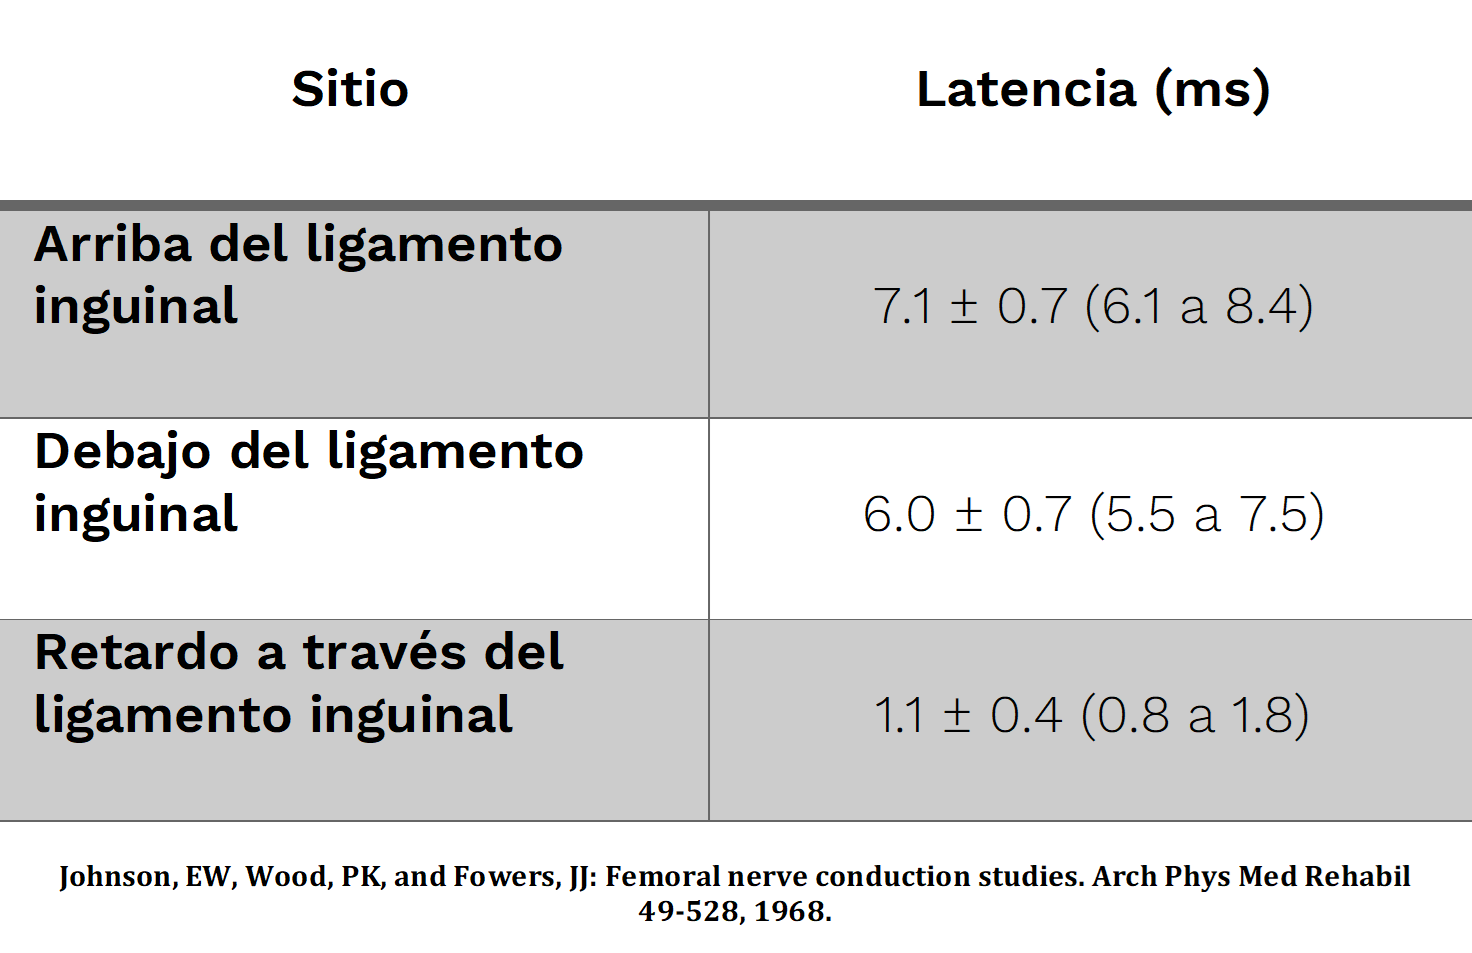 Sitio
Latencia (ms)
Arriba del ligamento
inguinal
7.1 ± 0.7 (6.1 a 8.4)
Debajo del ligamento
inguinal
6.0 ± 0.7 (5.5 a 7.5)
Retardo a través del
ligamento inguinal
1.1 ± 0.4 (0.8 a 1.8)
Johnson, EW, Wood, PK, and Fowers, JJ: Femoral nerve conduction studies. Arch Phys Med Rehabil
49-528, 1968.